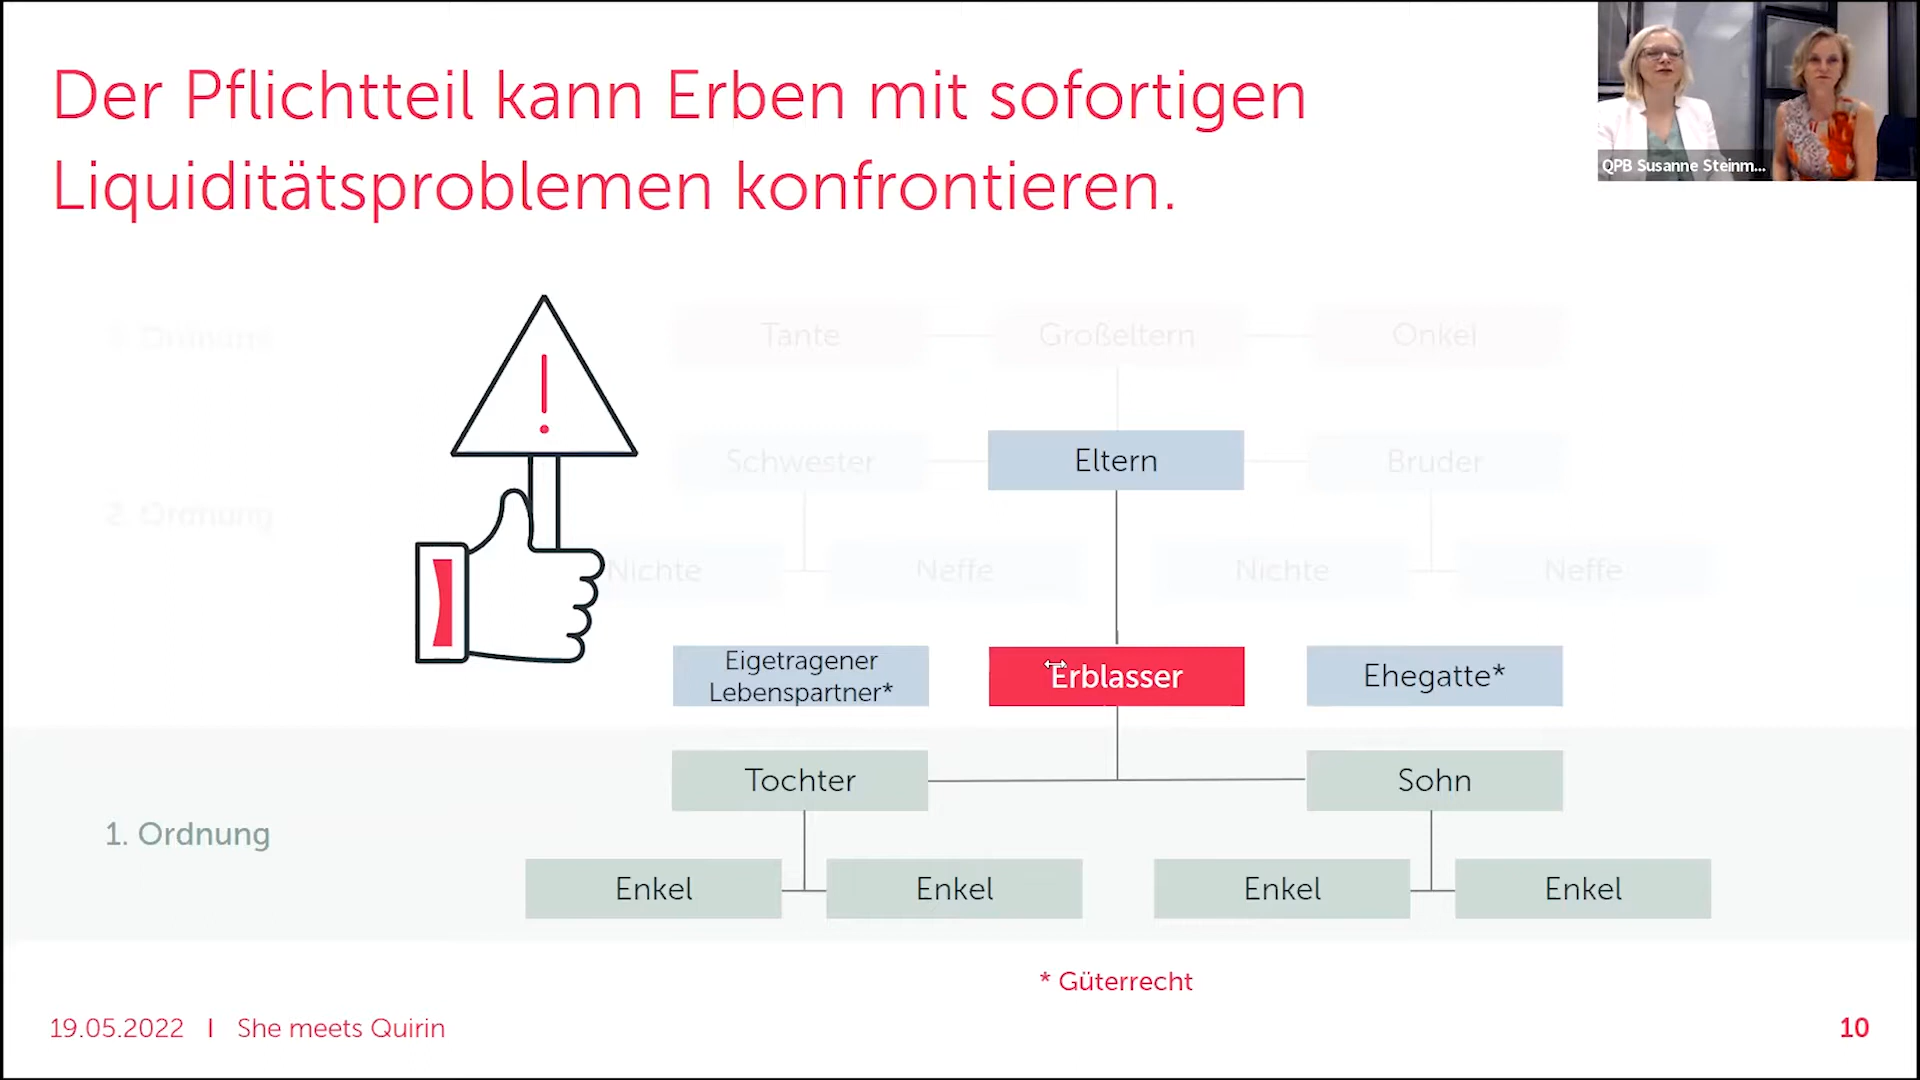 Der Pflichtteil kann Erben mit sofortigen
Liquiditätsproblemen konfrontieren.
QPB Susanne Steinm...
Tante
Großeltern
Onkel
Schwester
Eltern
Bruder
2. Ordnung
Nichte
Neffe
Nichte
Neffe
Eigetragener
Lebenspartner*
Erblasser
Ehegatte*
Tochter
Sohn
1. Ordnung
Enkel
Enkel
Enkel
Enkel
* Güterrecht
19.05.2022 I She meets Quirin
10